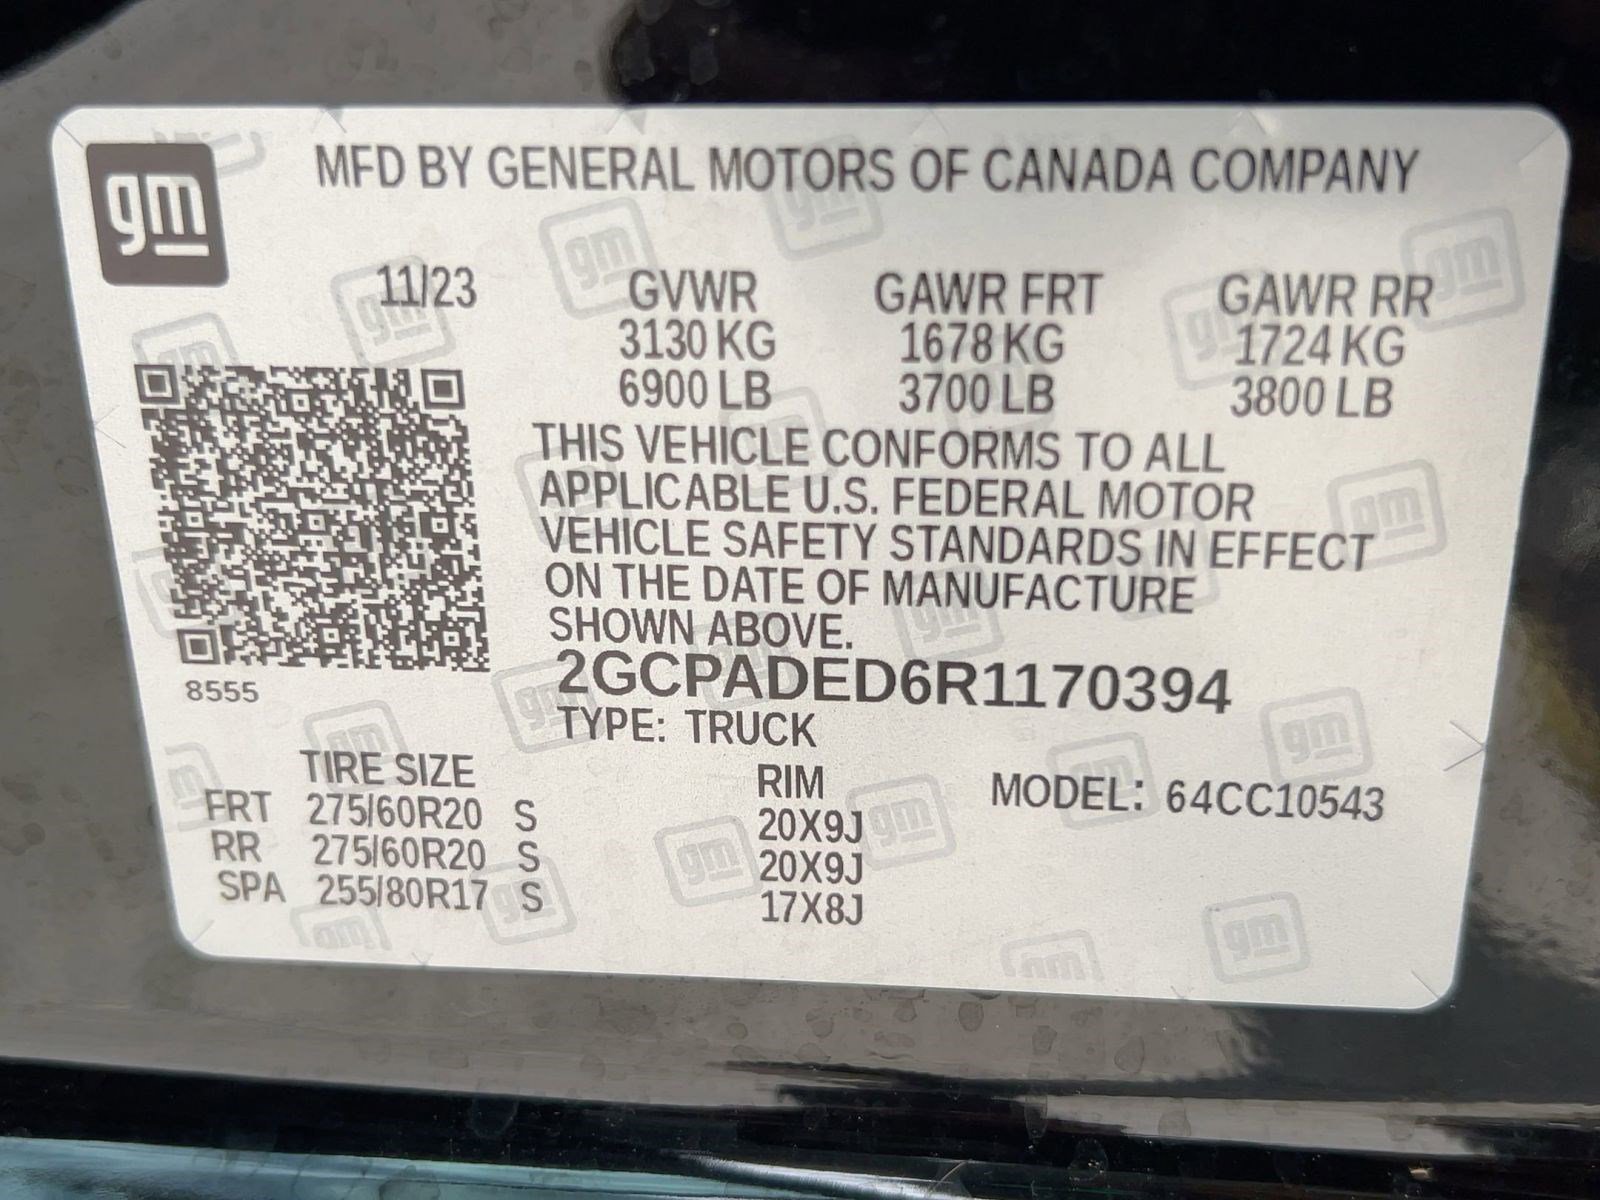 gm
MFD BY GENERAL MOTORS OF CANADA COMPANY
11/23 GVWR GAWR FRT GAWR RR
3130 KG 1678 KG 1724 KG
6900 LB 3700 LB 3800 LB
THIS VEHICLE CONFORMS TO ALL
APPLICABLE U.S. FEDERAL MOTOR
VEHICLE SAFETY STANDARDS IN EFFECT
ON THE DATE OF MANUFACTURE
SHOWN ABOVE.
8555
2GCPADED6R1170394
TYPE: TRUCK
TIRE SIZE RIM MODEL: 64CC10543
FRT 275/60R20 S 20X9J
RR 275/60R20 S 20X9J
SPA 255/80R17 S 17X8J